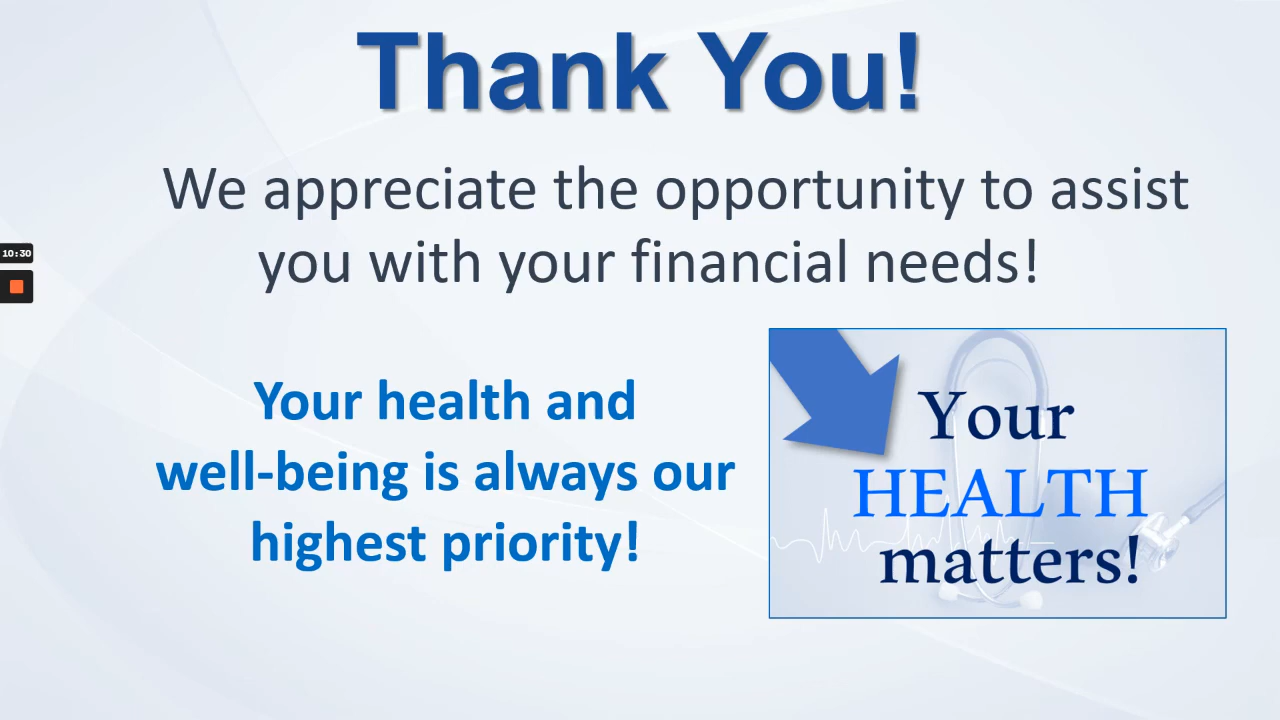 Thank You!
We appreciate the opportunity to assist
you with your financial needs!
10:30
Your health and
well-being is always our
highest priority!
Your
HEALTH
matters!